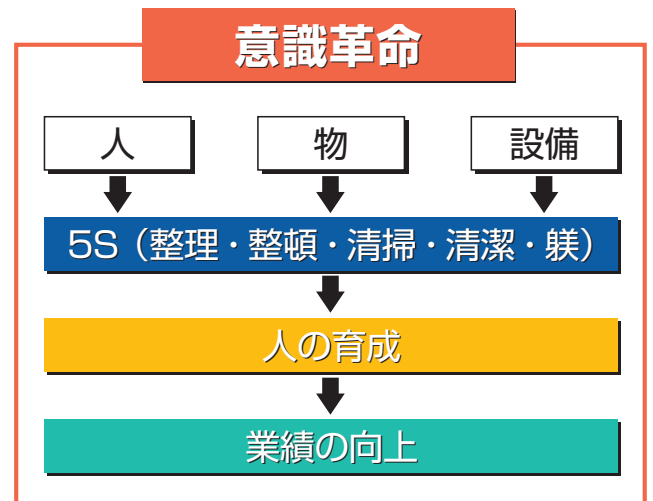 意識革命
人
物
設備
5S（整理・整頓・清掃・清潔・躾）
人の育成
業績の向上